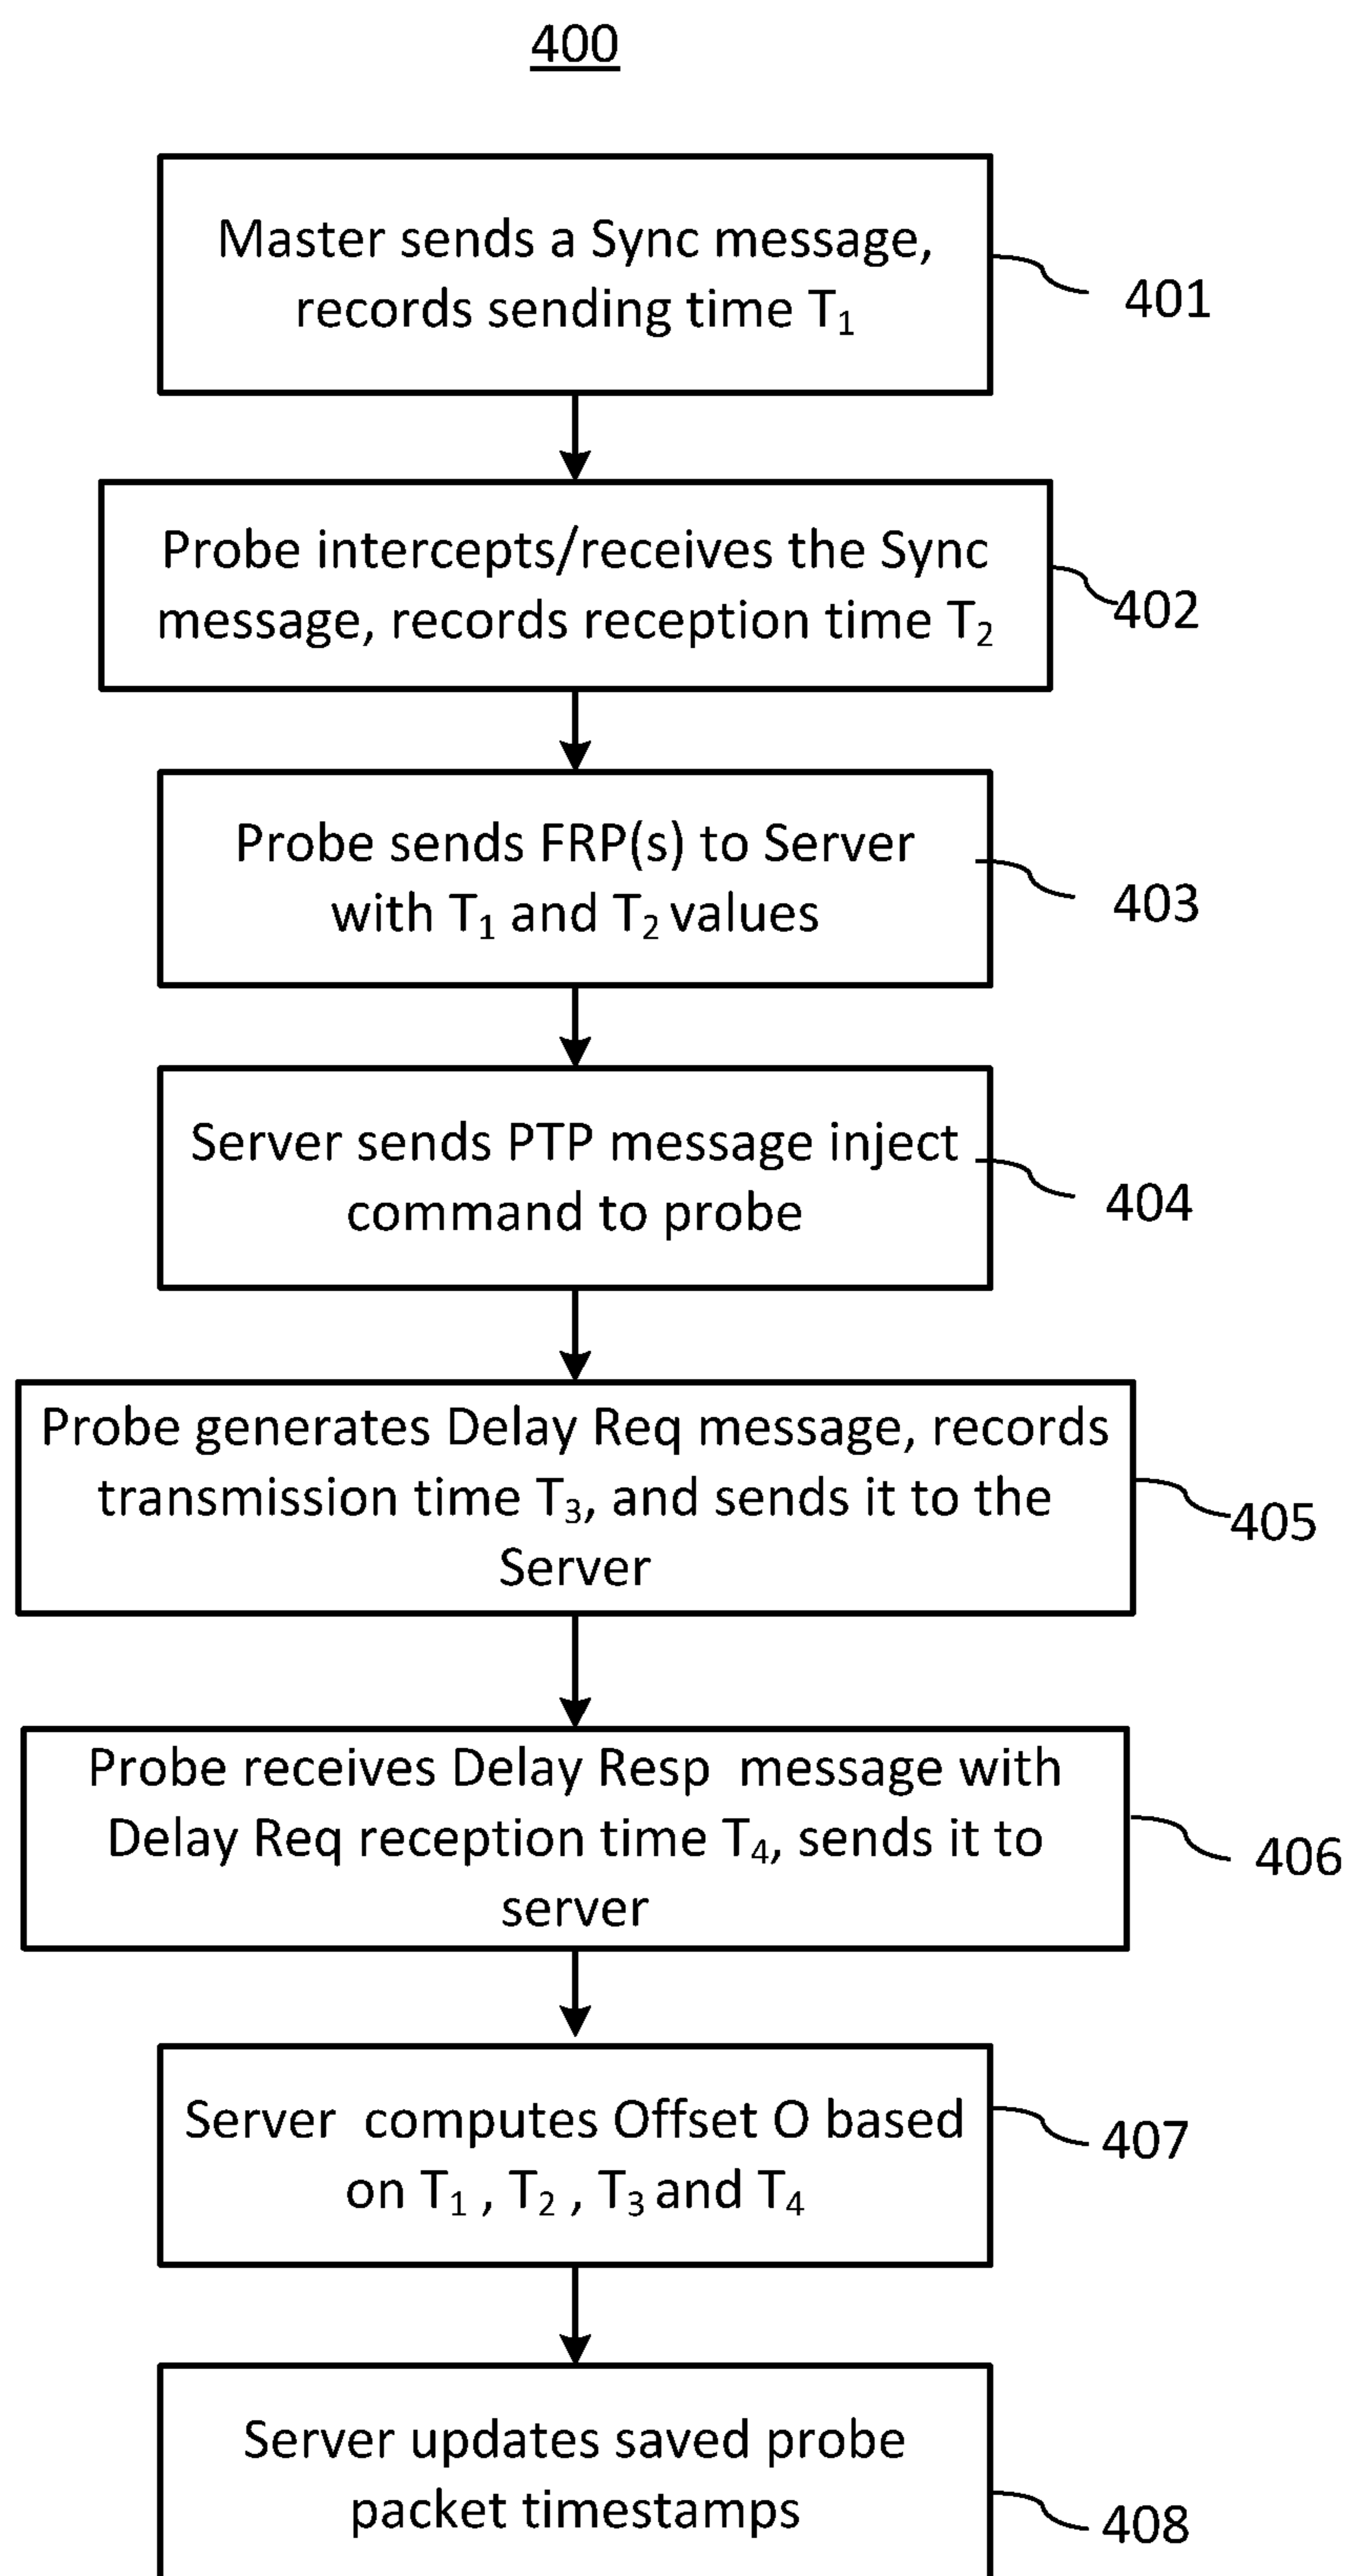 400
Master sends a Sync message,
records sending time T₁
401
Probe intercepts/receives the Sync
message, records reception time T₂
402
Probe sends FRP(s) to Server
with T₁ and T₂ values
403
Server sends PTP message inject
command to probe
404
Probe generates Delay Req message, records
transmission time T₃, and sends it to the
Server
405
Probe receives Delay Resp message with
Delay Req reception time T₄, sends it to
server
406
Server computes Offset O based
on T₁ , T₂ , T₃ and T₄
407
Server updates saved probe
packet timestamps
408